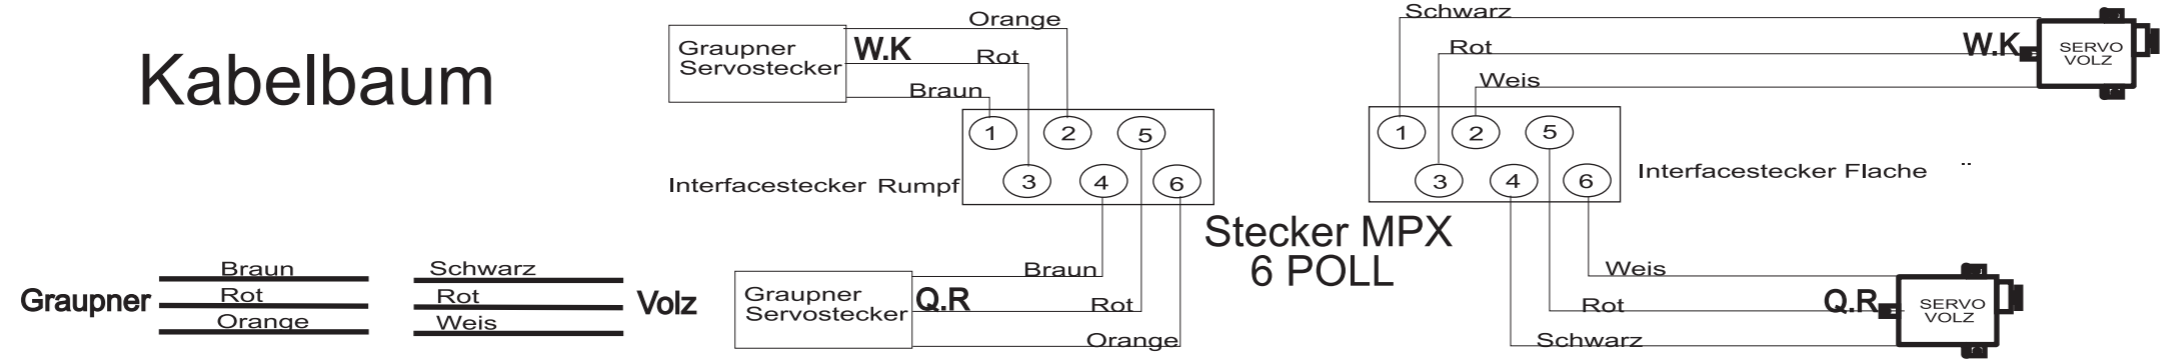 Kabelbaum
Graupner
Servostecker
W.K
Orange
Rot
Braun
1 2 5
3 4 6
Interfacestecker Rumpf
Schwarz
Rot
Weis
W.K
SERVO
VOLZ
1 2 5
3 4 6
Interfacestecker Flache ¨
Stecker MPX
6 POLL
Graupner
Braun
Rot
Orange
Schwarz
Rot
Weis
Volz
Graupner
Servostecker
Q.R
Braun
Rot
Orange
Weis
Rot
Schwarz
Q.R
SERVO
VOLZ